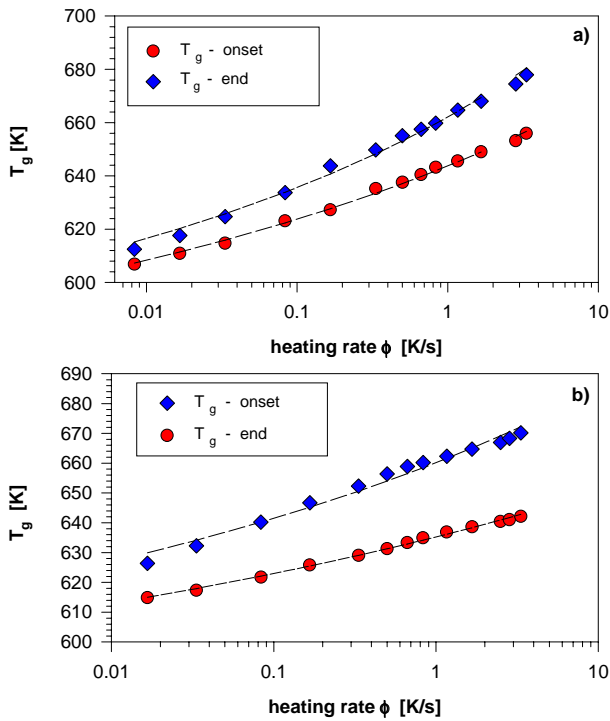 a)
T g - onset
T g - end
700
680
660
640
620
600
T g [K]
0.01 0.1 1 10
heating rate ϕ [K/s]
b)
T g - onset
T g - end
690
680
670
660
650
640
630
620
610
600
T g [K]
0.01 0.1 1 10
heating rate ϕ [K/s]